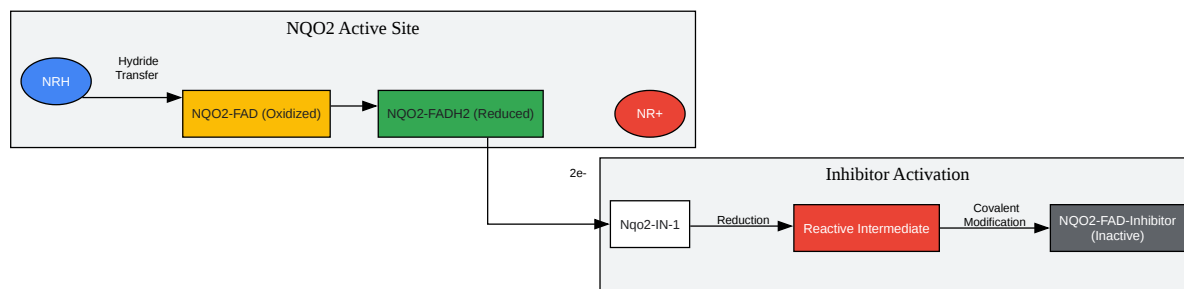 NQO2 Active Site
Hydride
Transfer
NRH
NQO2-FAD (Oxidized)
NQO2-FADH2 (Reduced)
NR+
2e-
Inhibitor Activation
Nqo2-IN-1
Reduction
Reactive Intermediate
Covalent
Modification
NQO2-FAD-Inhibitor
(Inactive)